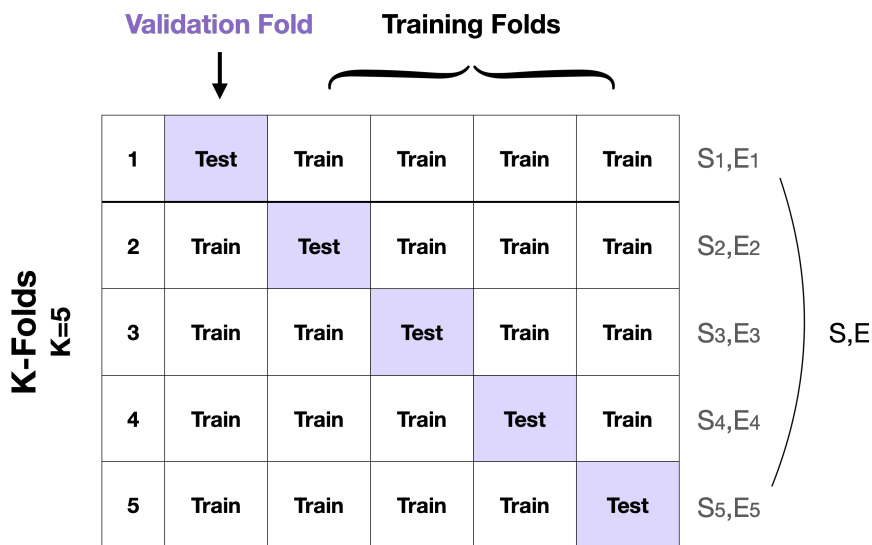 Validation Fold Training Folds
1 Test Train Train Train Train S1,E1
2 Train Test Train Train Train S2,E2
K-Folds
K=5
3 Train Train Test Train Train S3,E3
S,E
4 Train Train Train Test Train S4,E4
5 Train Train Train Train Test S5,E5